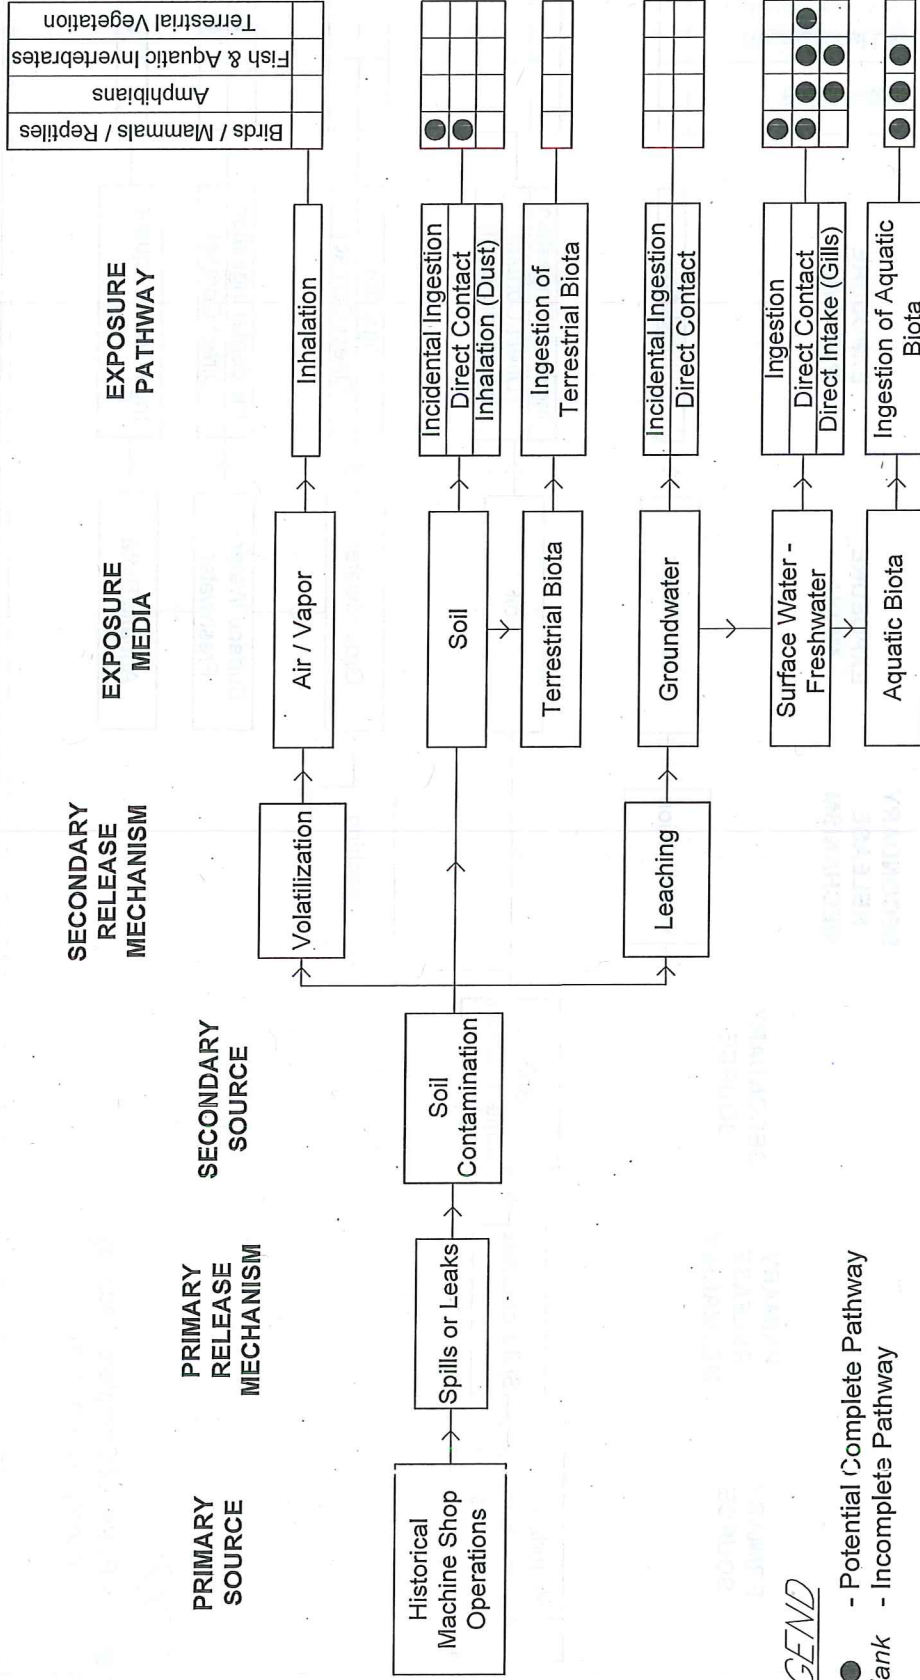 PRIMARY
SOURCE
PRIMARY
RELEASE
MECHANISM
SECONDARY
SOURCE
SECONDARY
RELEASE
MECHANISM
EXPOSURE
MEDIA
EXPOSURE
PATHWAY
Birds / Mammals / Reptiles
Amphibians
Fish & Aquatic Invertebrates
Terrestrial Vegetation
Historical
Machine Shop
Operations
Spills or Leaks
Soil
Contamination
Volatilization
Air / Vapor
Inhalation
Soil
Incidental Ingestion
Direct Contact
Inhalation (Dust)
Terrestrial Biota
Ingestion of
Terrestrial Biota
Leaching
Groundwater
Incidental Ingestion
Direct Contact
Surface Water -
Freshwater
Ingestion
Direct Contact
Direct Intake (Gills)
Aquatic Biota
Ingestion of Aquatic
Biota
GEND
- Potential Complete Pathway
ank - Incomplete Pathway